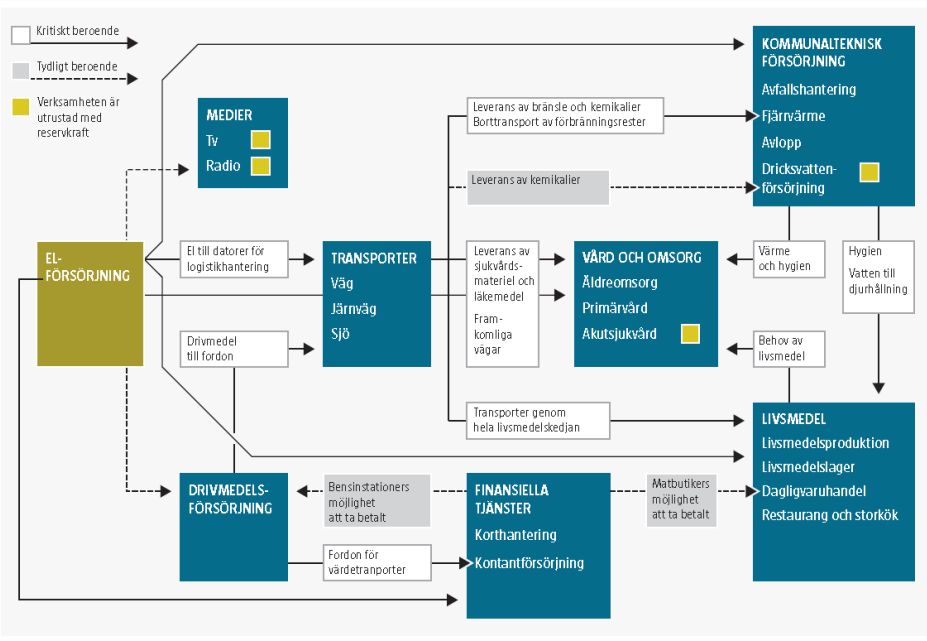 Kritiskt beroende
Tydligt beroende
Verksamheten är
utrustad med
reservkraft
MEDIER
Tv
Radio
EL-
FÖRSÖRJNING
El till datorer för
logistikhantering
Drivmedel
till fordon
TRANSPORTER
Väg
Järnväg
Sjö
Leverans av bränsle och kemikalier
Borttransport av förbränningsrester
Leverans av kemikalier
Leverans av
sjukvårds-
materiel och
läkemedel
Fram-
komliga
vägar
VÅRD OCH OMSORG
Äldreomsorg
Primärvård
Akutsjukvård
KOMMUNALTEKNISK
FÖRSÖRJNING
Avfallshantering
Fjärrvärme
Avlopp
Dricksvatten-
försörjning
Värme
och hygien
Hygien
Vatten till
djurhållning
Behov av
livsmedel
Transporter genom
hela livsmedelskedjan
LIVSMEDEL
Livsmedelsproduktion
Livsmedelslager
Dagligvaruhandel
Restaurang och storkök
DRIVMEDELS-
FÖRSÖRJNING
Bensinstationers
möjlighet
att ta betalt
Fordon för
värdetranporter
FINANSIELLA
TJÄNSTER
Korthantering
Kontantförsörjning
Matbutikers
möjlighet
att ta betalt